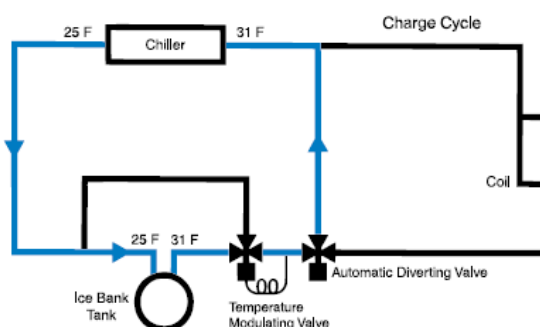 Charge Cycle
25 F
Chiller
31 F
Coil
25 F
31 F
Automatic Diverting Valve
Ice Bank
Tank
Temperature
Modulating Valve